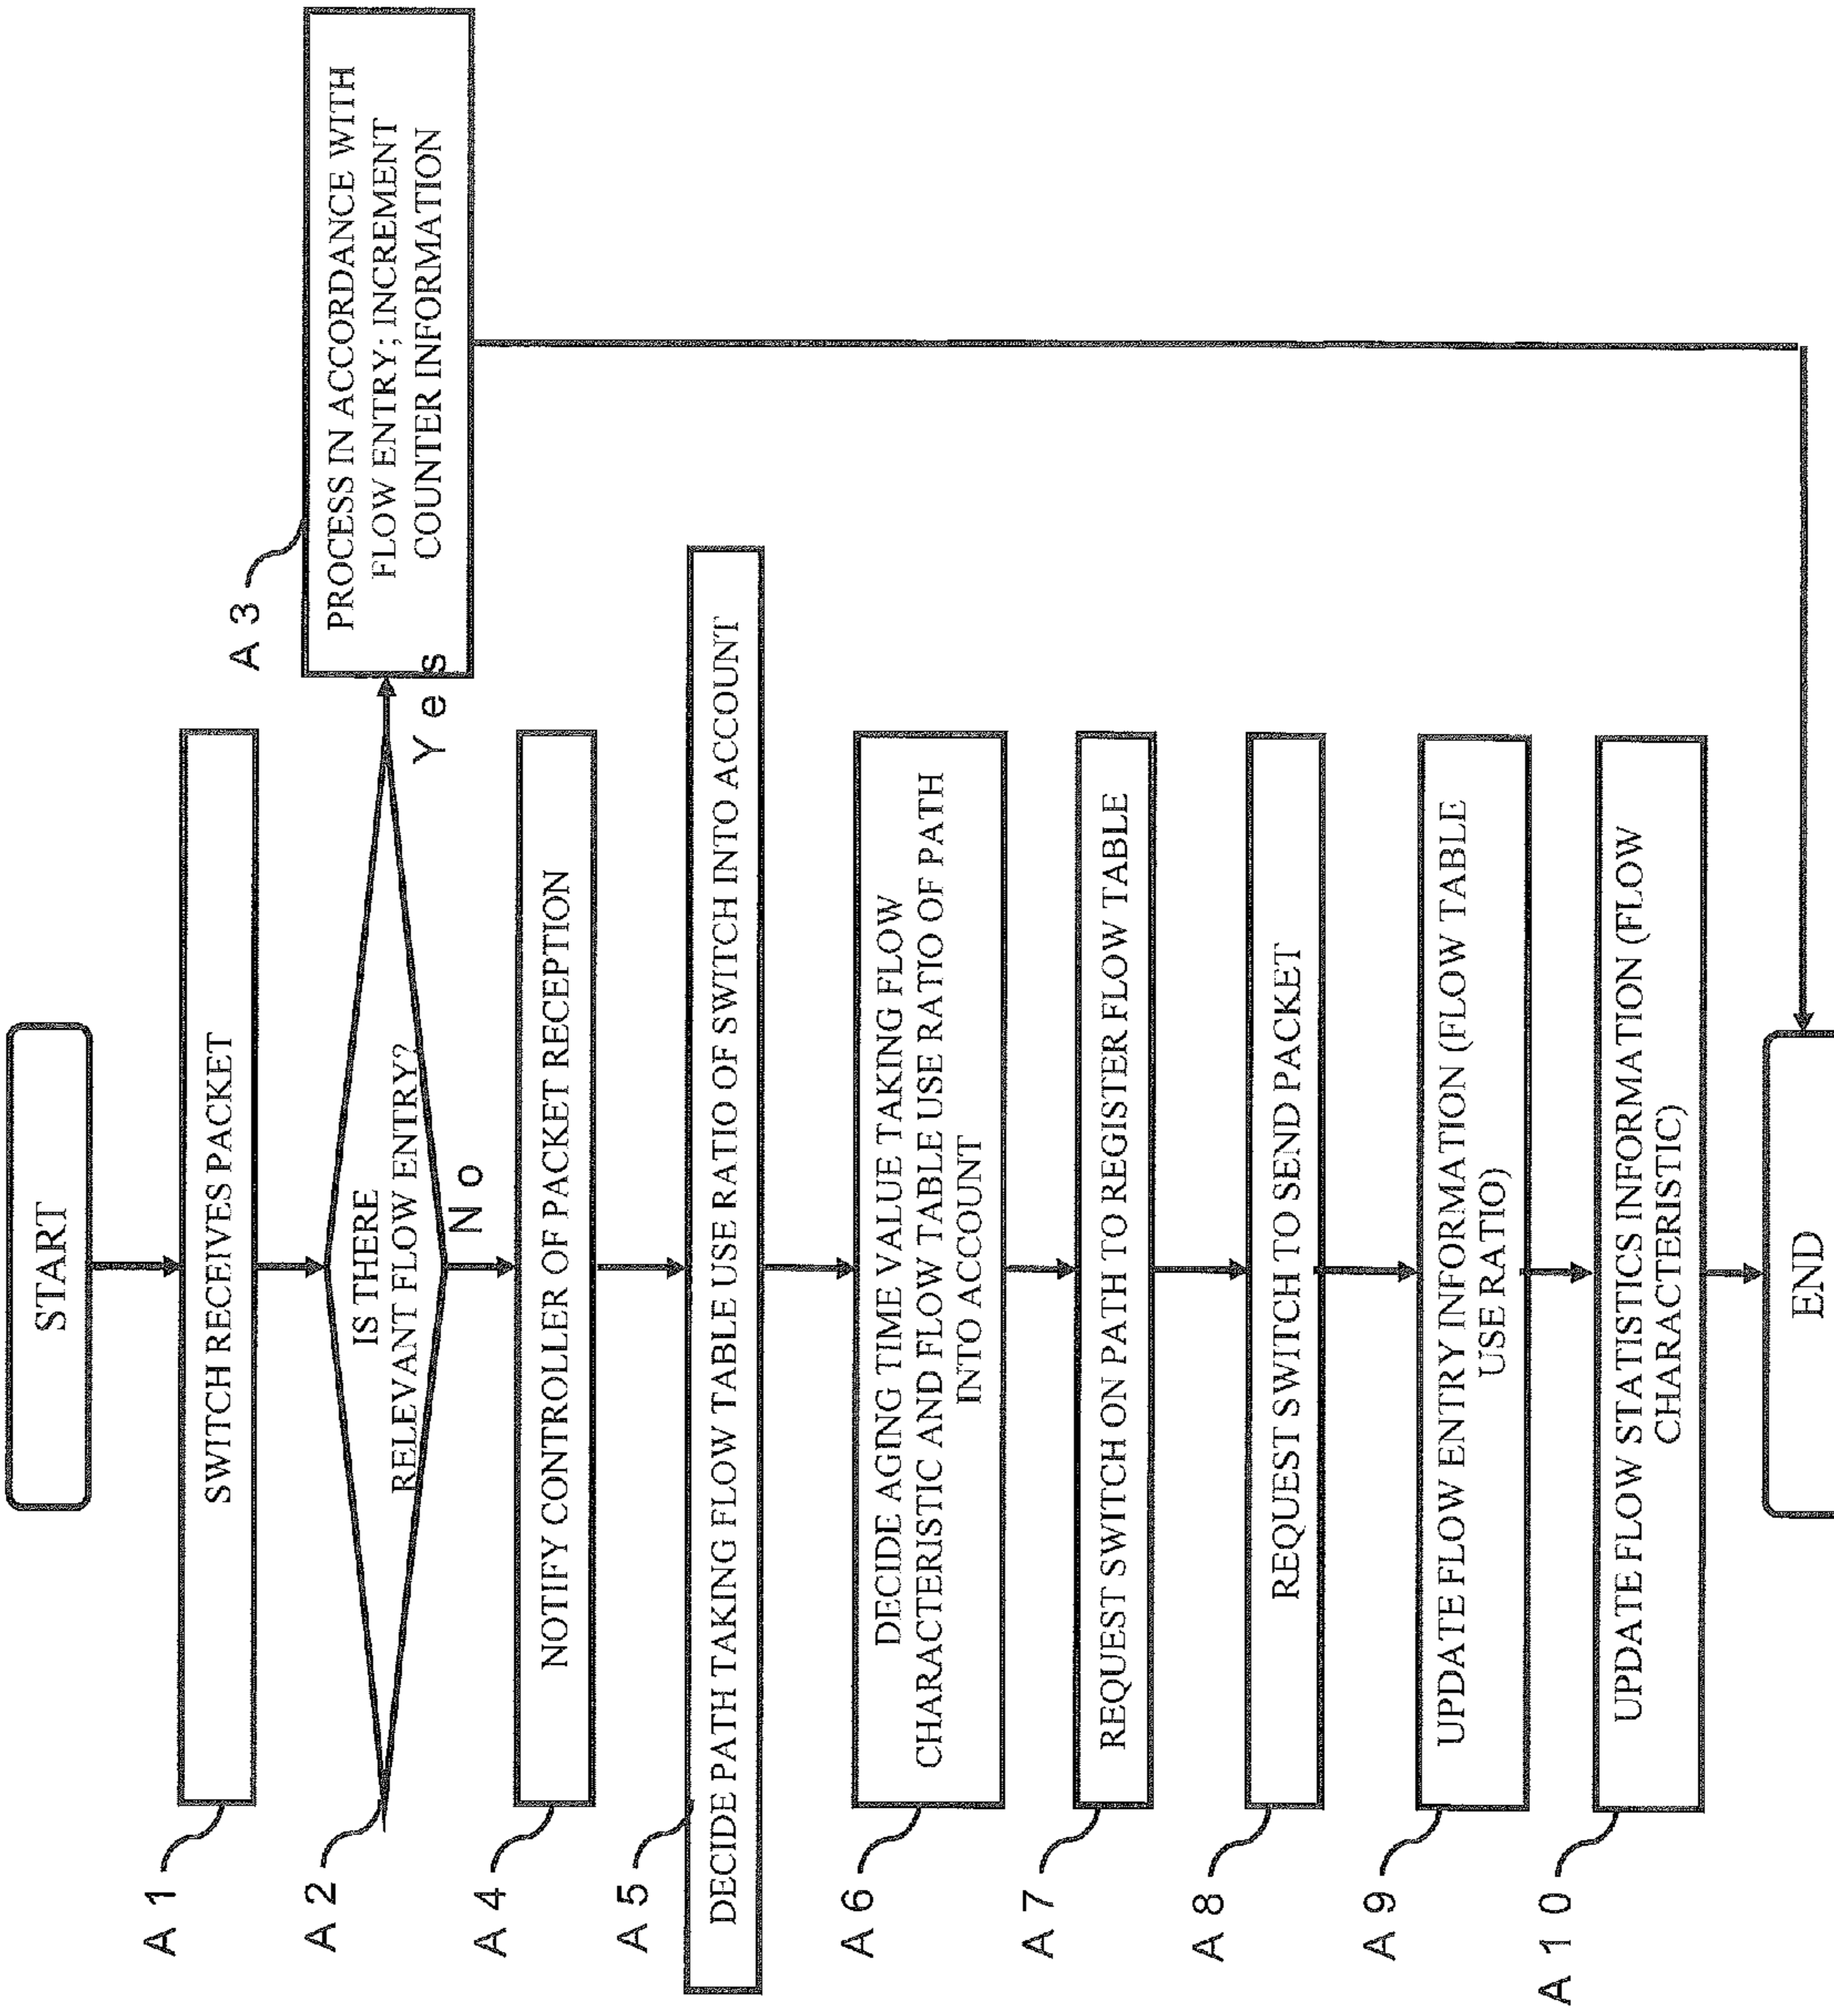 START
A 1
SWITCH RECEIVES PACKET
A 2
IS THERE
RELEVANT FLOW ENTRY?
Y e s
N o
A 3
PROCESS IN ACCORDANCE WITH
FLOW ENTRY; INCREMENT
COUNTER INFORMATION
A 4
NOTIFY CONTROLLER OF PACKET RECEPTION
A 5
DECIDE PATH TAKING FLOW TABLE USE RATIO OF SWITCH INTO ACCOUNT
A 6
DECIDE AGING TIME VALUE TAKING FLOW
CHARACTERISTIC AND FLOW TABLE USE RATIO OF PATH
INTO ACCOUNT
A 7
REQUEST SWITCH ON PATH TO REGISTER FLOW TABLE
A 8
REQUEST SWITCH TO SEND PACKET
A 9
UPDATE FLOW ENTRY INFORMATION (FLOW TABLE
USE RATIO)
A 1 0
UPDATE FLOW STATISTICS INFORMATION (FLOW
CHARACTERISTIC)
END